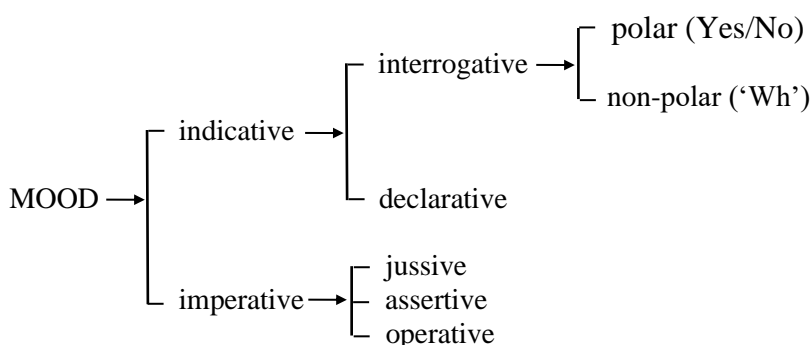 polar (Yes/No)
interrogative
non-polar (‘Wh’)
indicative
MOOD
declarative
jussive
imperative
assertive
operative